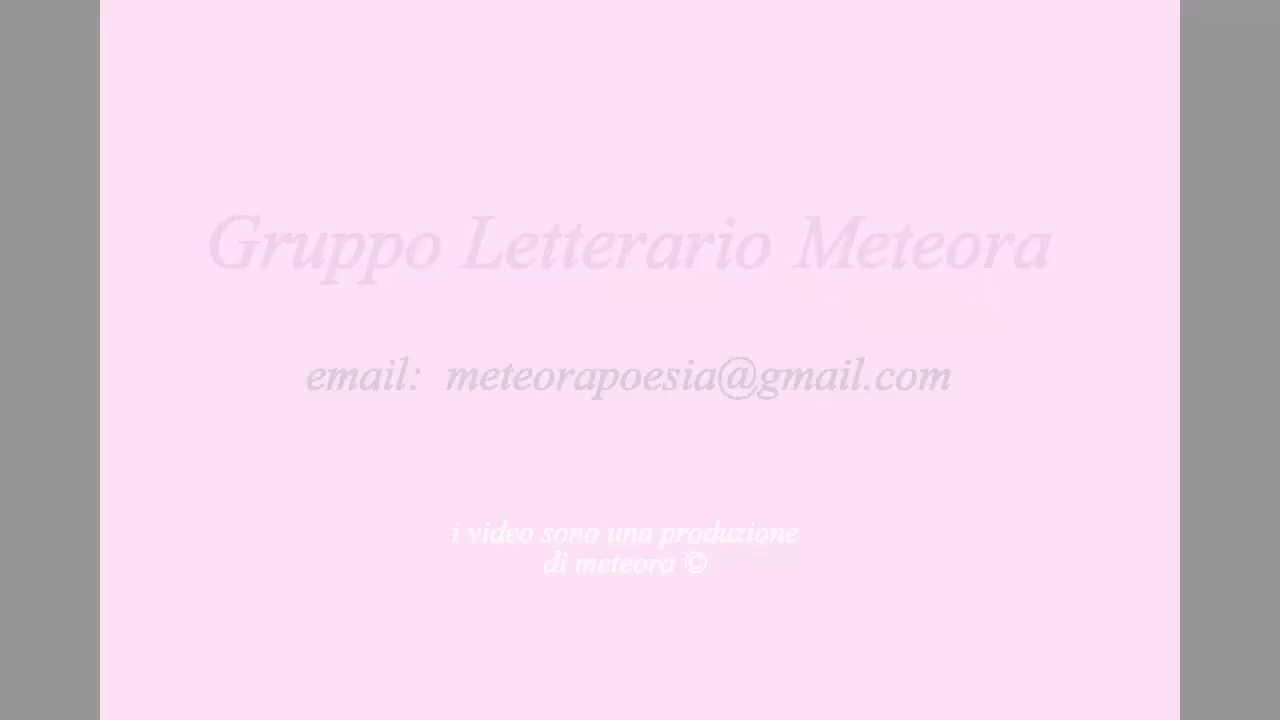 Gruppo Letterario Meteora
email: meteorapoesia@gmail.com
i video sono una produzione
di meteora ©